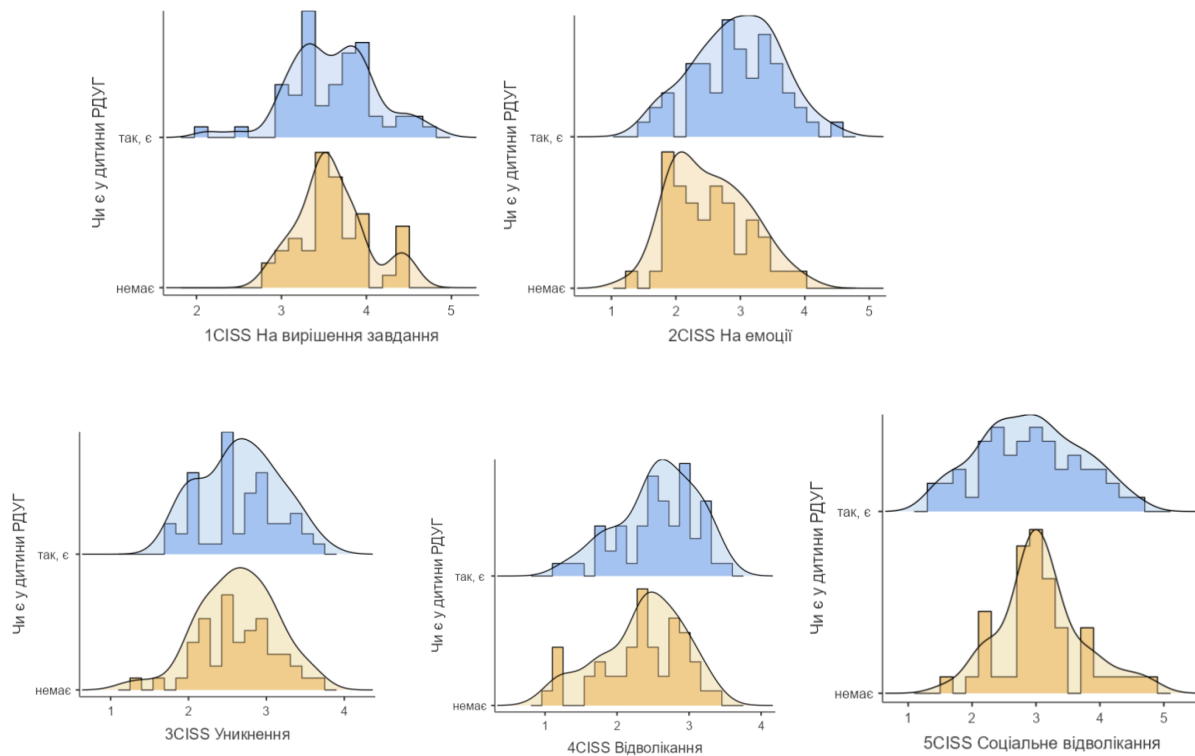 Чи є у дитини РДУГ
так, є
немає
2
3
4
5
1CISS На вирішення завдання
Чи є у дитини РДУГ
так, є
немає
1
2
3
4
5
2CISS На емоції
Чи є у дитини РДУГ
так, є
немає
1
2
3
4
3CISS Уникнення
Чи є у дитини РДУГ
так, є
немає
1
2
3
4
4CISS Відволікання
Чи є у дитини РДУГ
так, є
немає
1
2
3
4
5
5CISS Соціальне відволікання